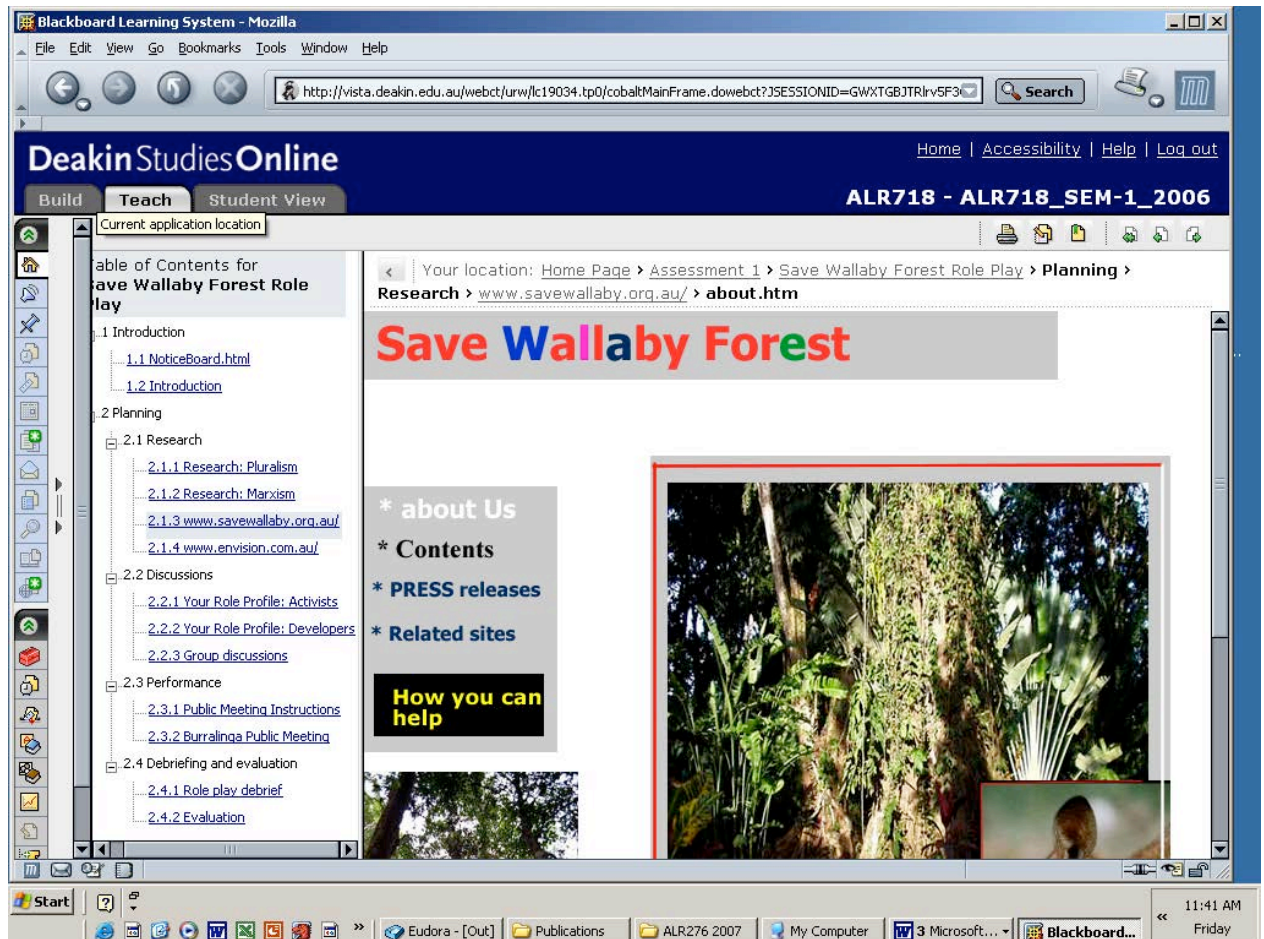 Blackboard Learning System - Mozilla
File Edit View Go Bookmarks Tools Window Help
http://vista.deakin.edu.au/webct/urw/lc19034.tp0/cobaltMainFrame.dowebct?JSESSIONID=GWXTGBJTRlrv5F3
Search
DeakinStudiesOnline
Home | Accessibility | Help | Log out
Build Teach Student View
ALR718 - ALR718_SEM-1_2006
Current application location
Table of Contents for
Save Wallaby Forest Role
Play
1 Introduction
1.1 NoticeBoard.html
1.2 Introduction
2 Planning
2.1 Research
2.1.1 Research: Pluralism
2.1.2 Research: Marxism
2.1.3 www.savewallaby.org.au/
2.1.4 www.envision.com.au/
2.2 Discussions
2.2.1 Your Role Profile: Activists
2.2.2 Your Role Profile: Developers
2.2.3 Group discussions
2.3 Performance
2.3.1 Public Meeting Instructions
2.3.2 Burralinga Public Meeting
2.4 Debriefing and evaluation
2.4.1 Role play debrief
2.4.2 Evaluation
Your location: Home Page > Assessment 1 > Save Wallaby Forest Role Play > Planning >
Research > www.savewallaby.org.au/ > about.htm
Save Wallaby Forest
* about Us
* Contents
* PRESS releases
* Related sites
How you can
help
Start
Eudora - [Out] Publications ALR276 2007 My Computer 3 Microsoft... Blackboard...
11:41 AM
Friday